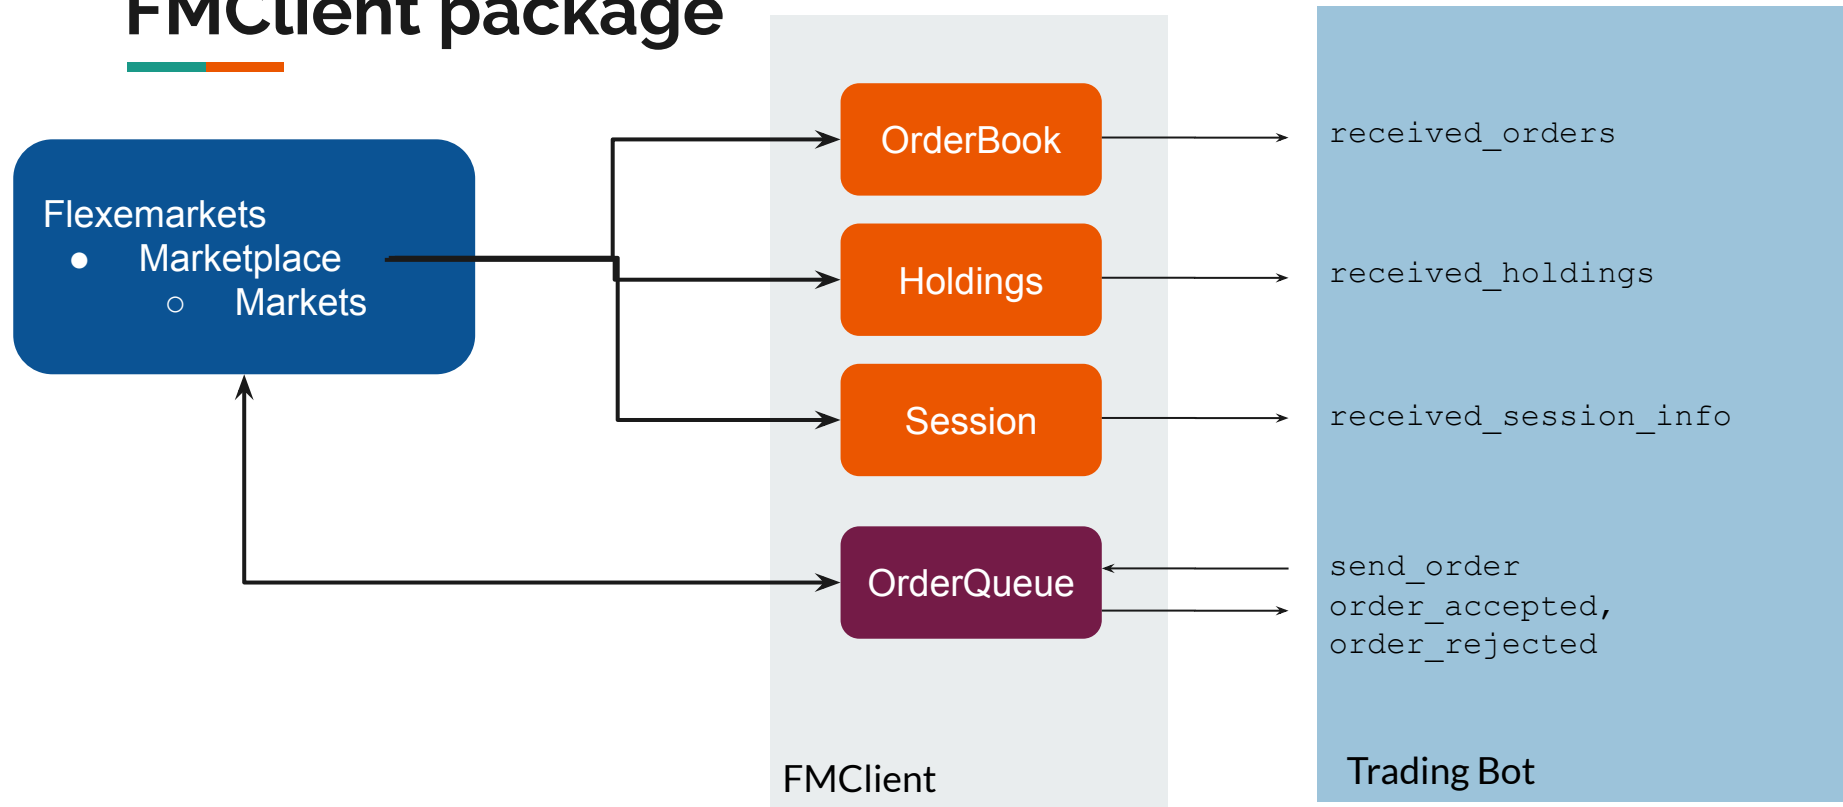 FMClient package
Flexemarkets
● Marketplace
○ Markets
OrderBook
Holdings
Session
OrderQueue
FMClient
received_orders
received_holdings
received_session_info
send_order
order_accepted,
order_rejected
Trading Bot